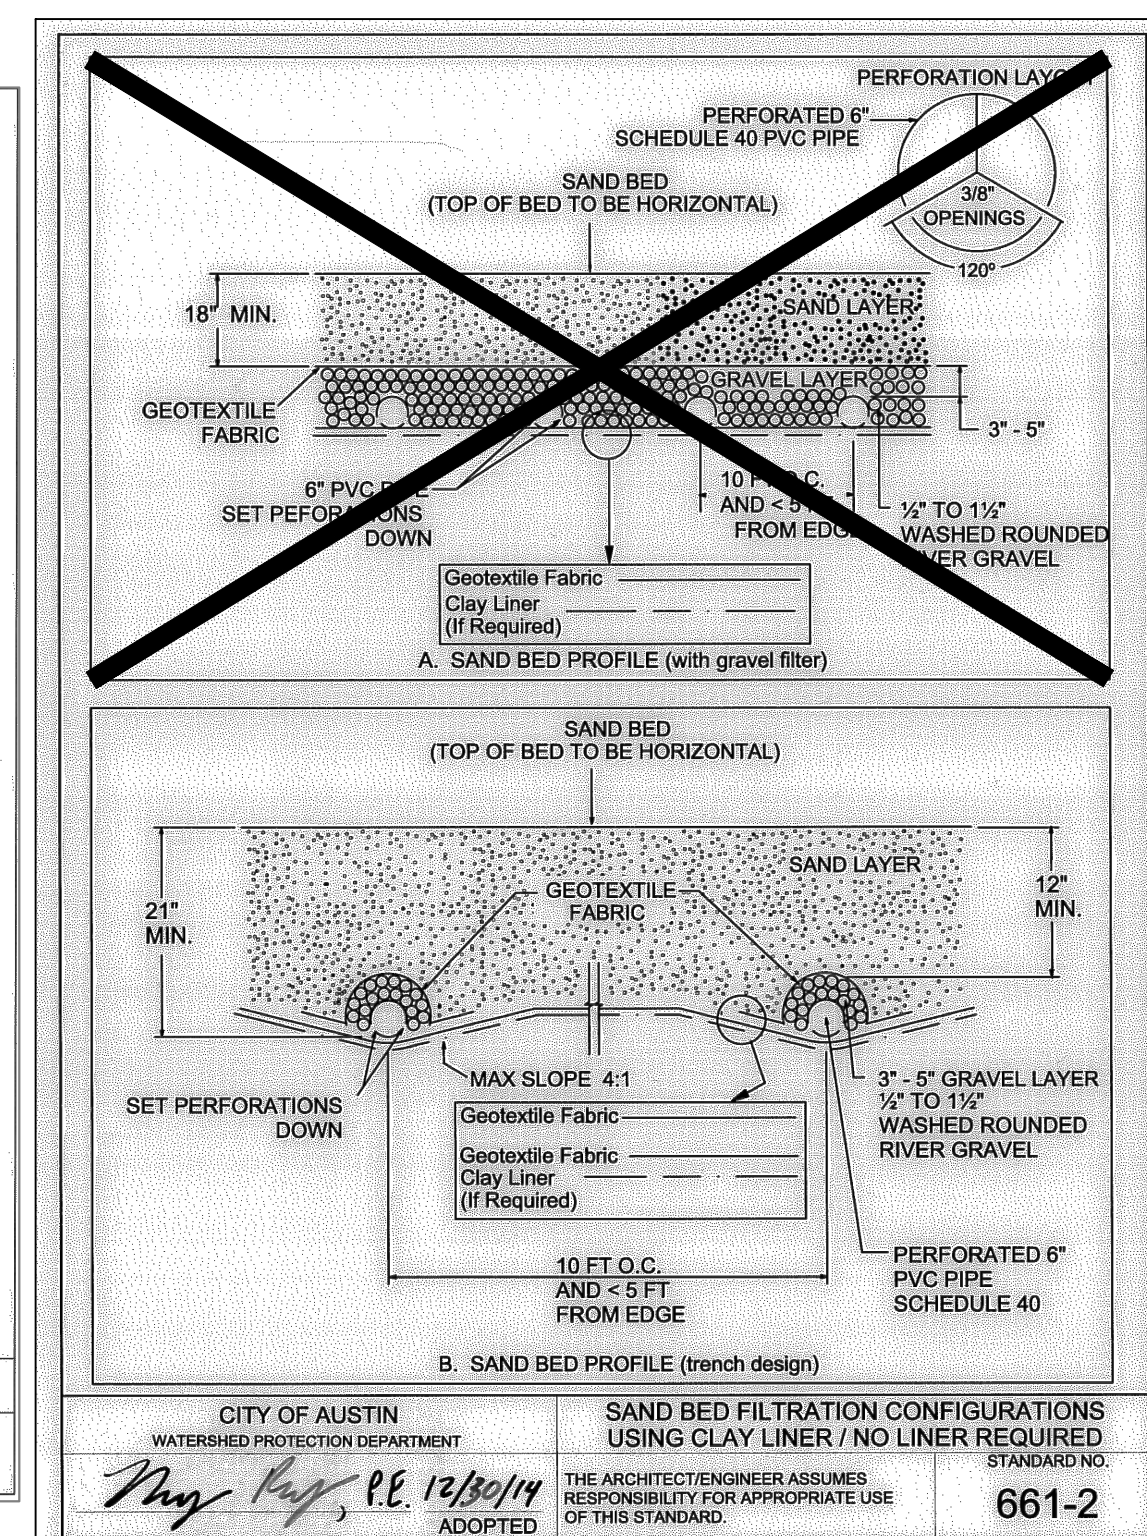 PERFORATION LAYOUT
PERFORATED 6"
SCHEDULE 40 PVC PIPE
3/8"
OPENINGS
120º
SAND BED
(TOP OF BED TO BE HORIZONTAL)
18" MIN.
SAND LAYER
GRAVEL LAYER
GEOTEXTILE
FABRIC
3" - 5"
6" PVC PIPE
SET PEFORATIONS
DOWN
10 FT O.C.
AND < 5 FT
FROM EDGE
½" TO 1½"
WASHED ROUNDED
RIVER GRAVEL
Geotextile Fabric
Clay Liner
(If Required)
A. SAND BED PROFILE (with gravel filter)
SAND BED
(TOP OF BED TO BE HORIZONTAL)
SAND LAYER
GEOTEXTILE
FABRIC
21"
MIN.
12"
MIN.
MAX SLOPE 4:1
SET PERFORATIONS
DOWN
3" - 5" GRAVEL LAYER
½" TO 1½"
WASHED ROUNDED
RIVER GRAVEL
Geotextile Fabric
Geotextile Fabric
Clay Liner
(If Required)
PERFORATED 6"
PVC PIPE
SCHEDULE 40
10 FT O.C.
AND < 5 FT
FROM EDGE
B. SAND BED PROFILE (trench design)
CITY OF AUSTIN
WATERSHED PROTECTION DEPARTMENT
P.E. 12/30/14
ADOPTED
SAND BED FILTRATION CONFIGURATIONS
USING CLAY LINER / NO LINER REQUIRED
THE ARCHITECT/ENGINEER ASSUMES
RESPONSIBILITY FOR APPROPRIATE USE
OF THIS STANDARD.
STANDARD NO.
661-2